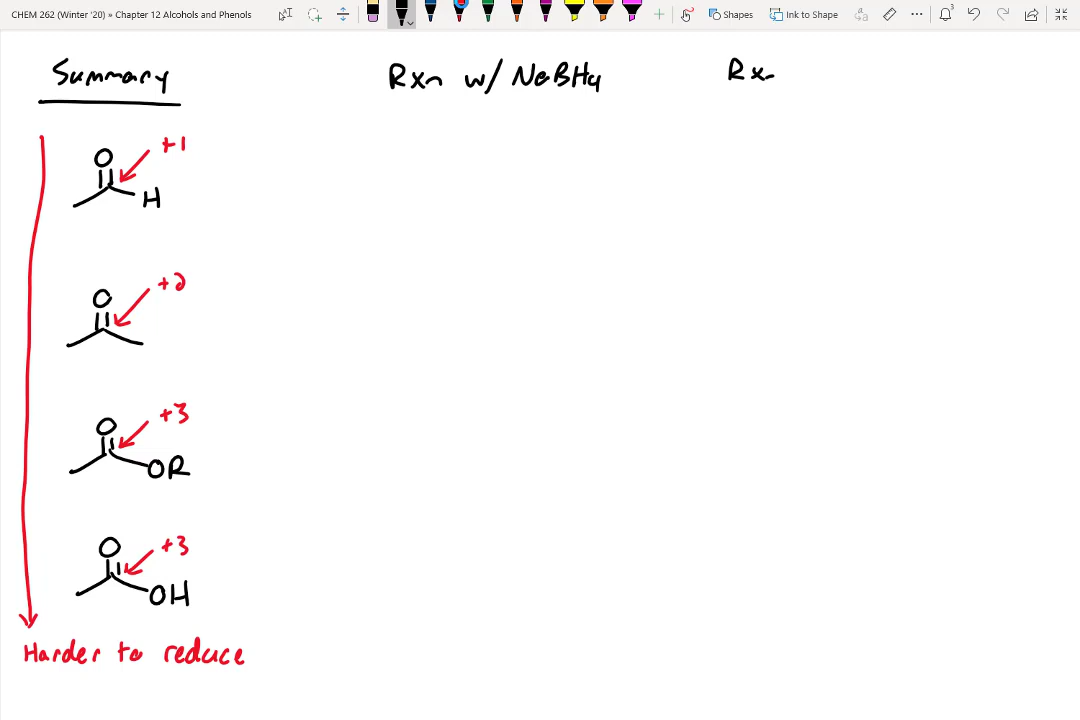 CHEM 262 (Winter '20) » Chapter 12 Alcohols and Phenols
Shapes
Ink to Shape
3
Summary
Rxn w/ NaBH4
Rx
+1
O
H
+2
O
+3
O
OR
+3
O
OH
Harder to reduce